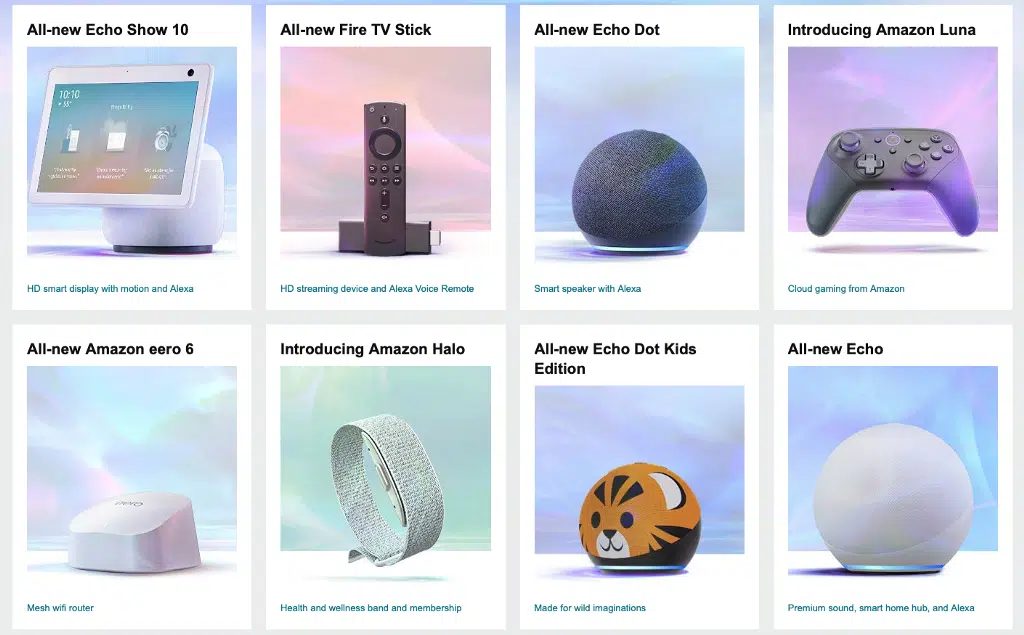 All-new Echo Show 10
10:10
HD smart display with motion and Alexa
All-new Fire TV Stick
HD streaming device and Alexa Voice Remote
All-new Echo Dot
Smart speaker with Alexa
Introducing Amazon Luna
Cloud gaming from Amazon
All-new Amazon eero 6
eero
Mesh wifi router
Introducing Amazon Halo
Health and wellness band and membership
All-new Echo Dot Kids
Edition
Made for wild imaginations
All-new Echo
Premium sound, smart home hub, and Alexa